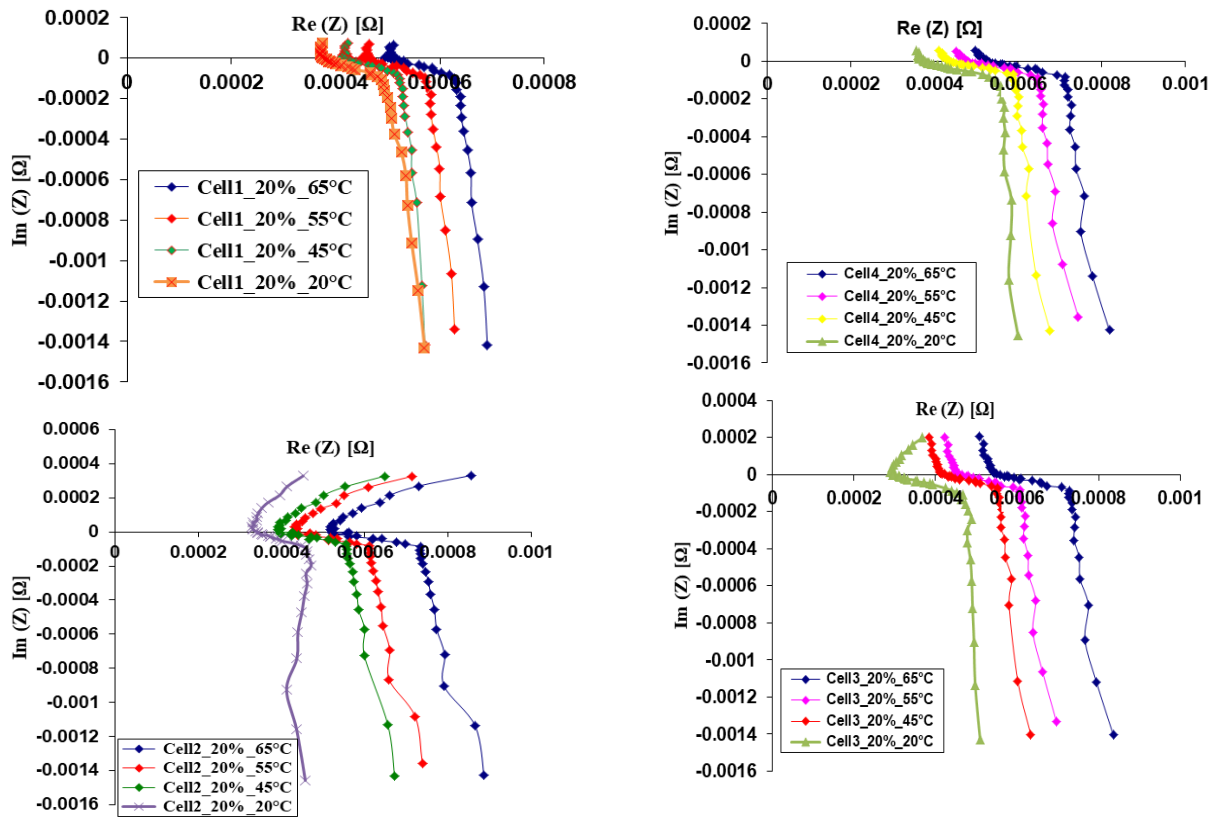 Re (Z) [Ω]
0.0002
0
-0.0002
-0.0004
-0.0006
-0.0008
-0.001
-0.0012
-0.0014
-0.0016
0
0.0002
0.0004
0.0006
0.0008
Im (Z) [Ω]
Cell1_20%_65°C
Cell1_20%_55°C
Cell1_20%_45°C
Cell1_20%_20°C
Re (Z) [Ω]
0.0002
0
-0.0002
-0.0004
-0.0006
-0.0008
-0.001
-0.0012
-0.0014
-0.0016
0
0.0002
0.0004
0.0006
0.0008
0.001
Im (Z) [Ω]
Cell4_20%_65°C
Cell4_20%_55°C
Cell4_20%_45°C
Cell4_20%_20°C
Re (Z) [Ω]
0.0006
0.0004
0.0002
0
-0.0002
-0.0004
-0.0006
-0.0008
-0.001
-0.0012
-0.0014
-0.0016
0
0.0002
0.0004
0.0006
0.0008
0.001
Im (Z) [Ω]
Cell2_20%_65°C
Cell2_20%_55°C
Cell2_20%_45°C
Cell2_20%_20°C
Re (Z) [Ω]
0.0004
0.0002
0
-0.0002
-0.0004
-0.0006
-0.0008
-0.001
-0.0012
-0.0014
-0.0016
0
0.0002
0.0004
0.0006
0.0008
0.001
Im (Z) [Ω]
Cell3_20%_65°C
Cell3_20%_55°C
Cell3_20%_45°C
Cell3_20%_20°C